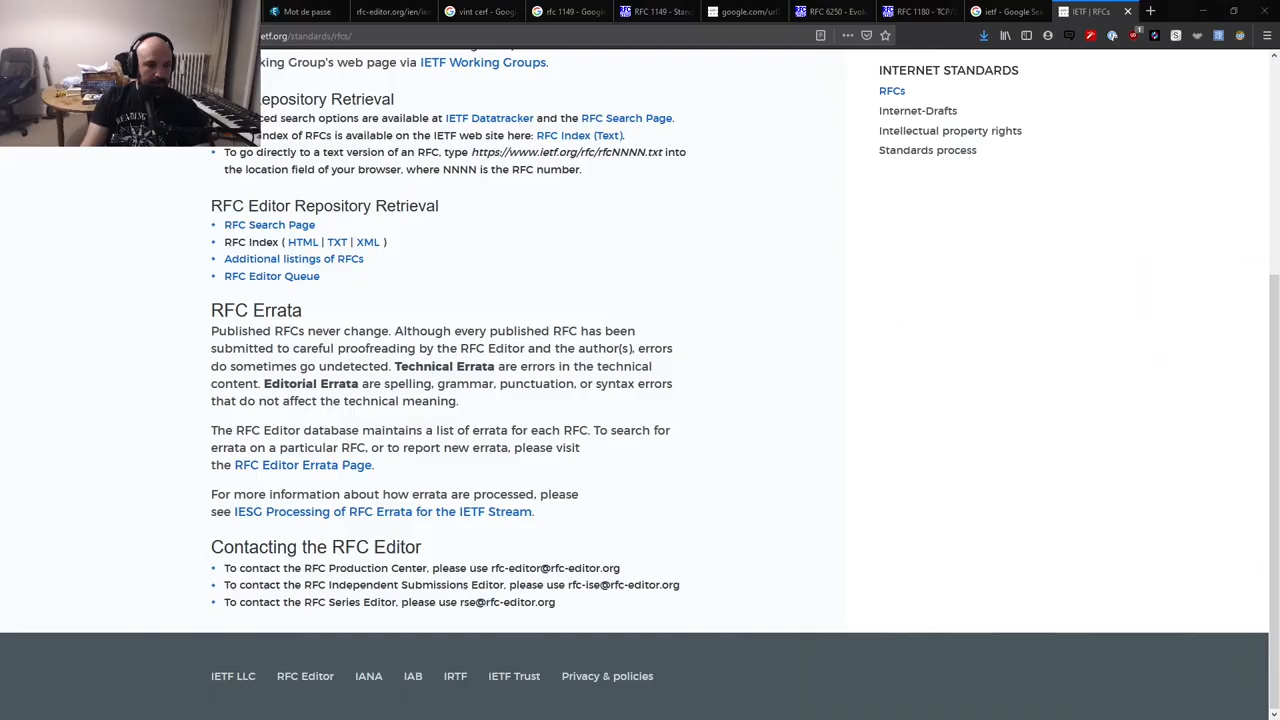 Mot de passe
rfc-editor.org/ien/ien
vint cerf - Goog
rfc 1149 - Google
RFC 1149 - Stan
google.com/url?
RFC 6250 - Evol
RFC 1180 - TCP/I
ietf - Google Sea
IETF | RFCs
etf.org/standards/rfcs/
king Group's web page via IETF Working Groups.
INTERNET STANDARDS
RFCs
Internet-Drafts
Intellectual property rights
Standards process
epository Retrieval
ced search options are available at IETF Datatracker and the RFC Search Page.
ndex of RFCs is available on the IETF web site here: RFC Index (Text).
To go directly to a text version of an RFC, type https://www.ietf.org/rfc/rfcNNNN.txt into
the location field of your browser, where NNNN is the RFC number.
RFC Editor Repository Retrieval
RFC Search Page
RFC Index ( HTML | TXT | XML )
Additional listings of RFCs
RFC Editor Queue
RFC Errata
Published RFCs never change. Although every published RFC has been
submitted to careful proofreading by the RFC Editor and the author(s), errors
do sometimes go undetected. Technical Errata are errors in the technical
content. Editorial Errata are spelling, grammar, punctuation, or syntax errors
that do not affect the technical meaning.
The RFC Editor database maintains a list of errata for each RFC. To search for
errata on a particular RFC, or to report new errata, please visit
the RFC Editor Errata Page.
For more information about how errata are processed, please
see IESG Processing of RFC Errata for the IETF Stream.
Contacting the RFC Editor
To contact the RFC Production Center, please use rfc-editor@rfc-editor.org
To contact the RFC Independent Submissions Editor, please use rfc-ise@rfc-editor.org
To contact the RFC Series Editor, please use rse@rfc-editor.org
IETF LLC
RFC Editor
IANA
IAB
IRTF
IETF Trust
Privacy & policies
READING